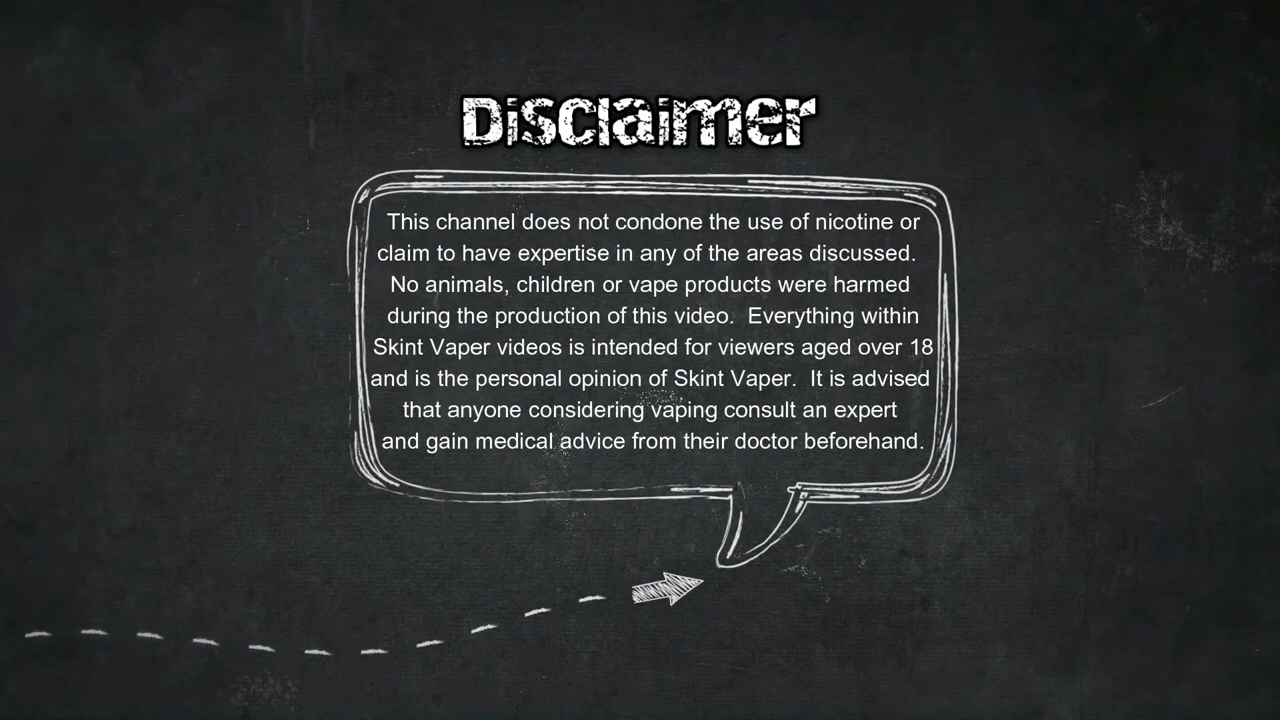 Disclaimer
This channel does not condone the use of nicotine or
claim to have expertise in any of the areas discussed.
No animals, children or vape products were harmed
during the production of this video.  Everything within
Skint Vaper videos is intended for viewers aged over 18
and is the personal opinion of Skint Vaper.  It is advised
that anyone considering vaping consult an expert
and gain medical advice from their doctor beforehand.